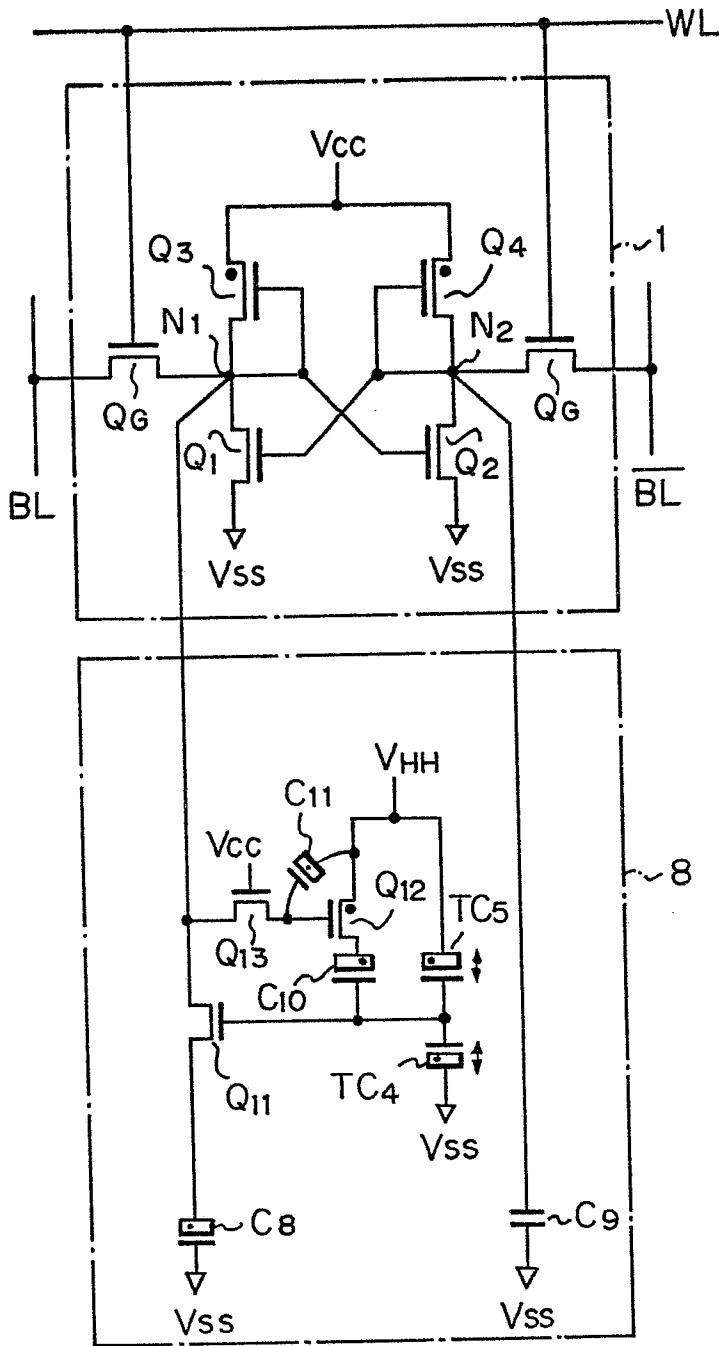 WL
Vcc
Q3
Q4
1
N1
N2
QG
QG
Q1
Q2
BL
BL
Vss
Vss
VHH
C11
Vcc
8
Q12
TC5
Q13
C10
TC4
Q11
Vss
C8
C9
Vss
Vss